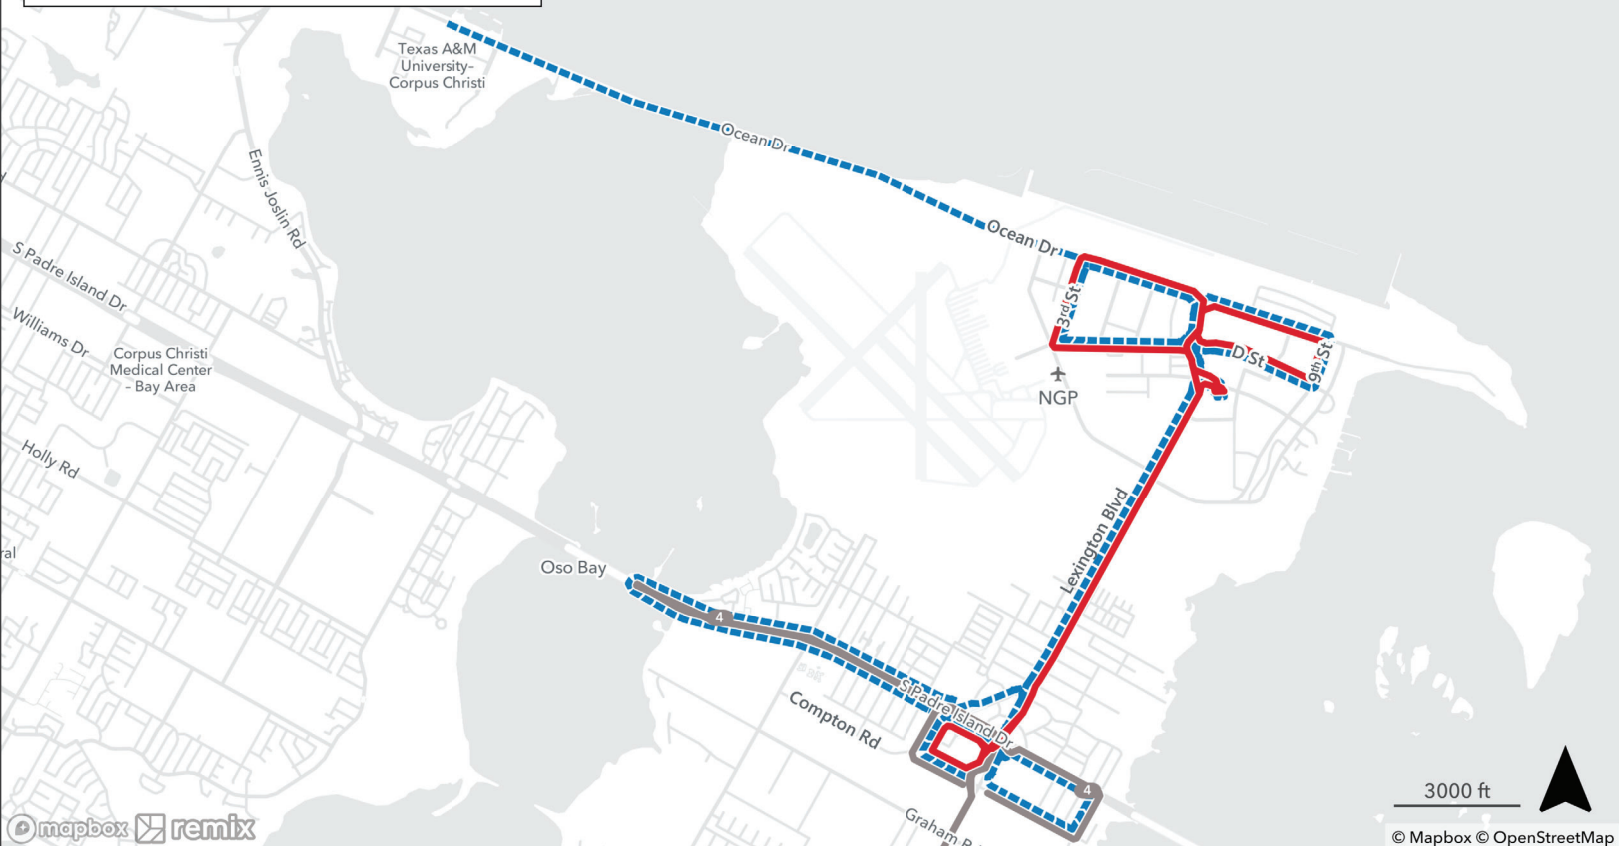 Texas A&M
University-
Corpus Christi
Ocean Dr
Ennis Joslin Rd
Ocean Dr
S Padre Island Dr
3rd St
Williams Dr
D St
9th St
Corpus Christi
Medical Center
- Bay Area
NGP
Holly Rd
Lexington Blvd
ral
Oso Bay
4
S Padre Island Dr
Compton Rd
4
3000 ft
Graham R
mapbox remix
© Mapbox © OpenStreetMap